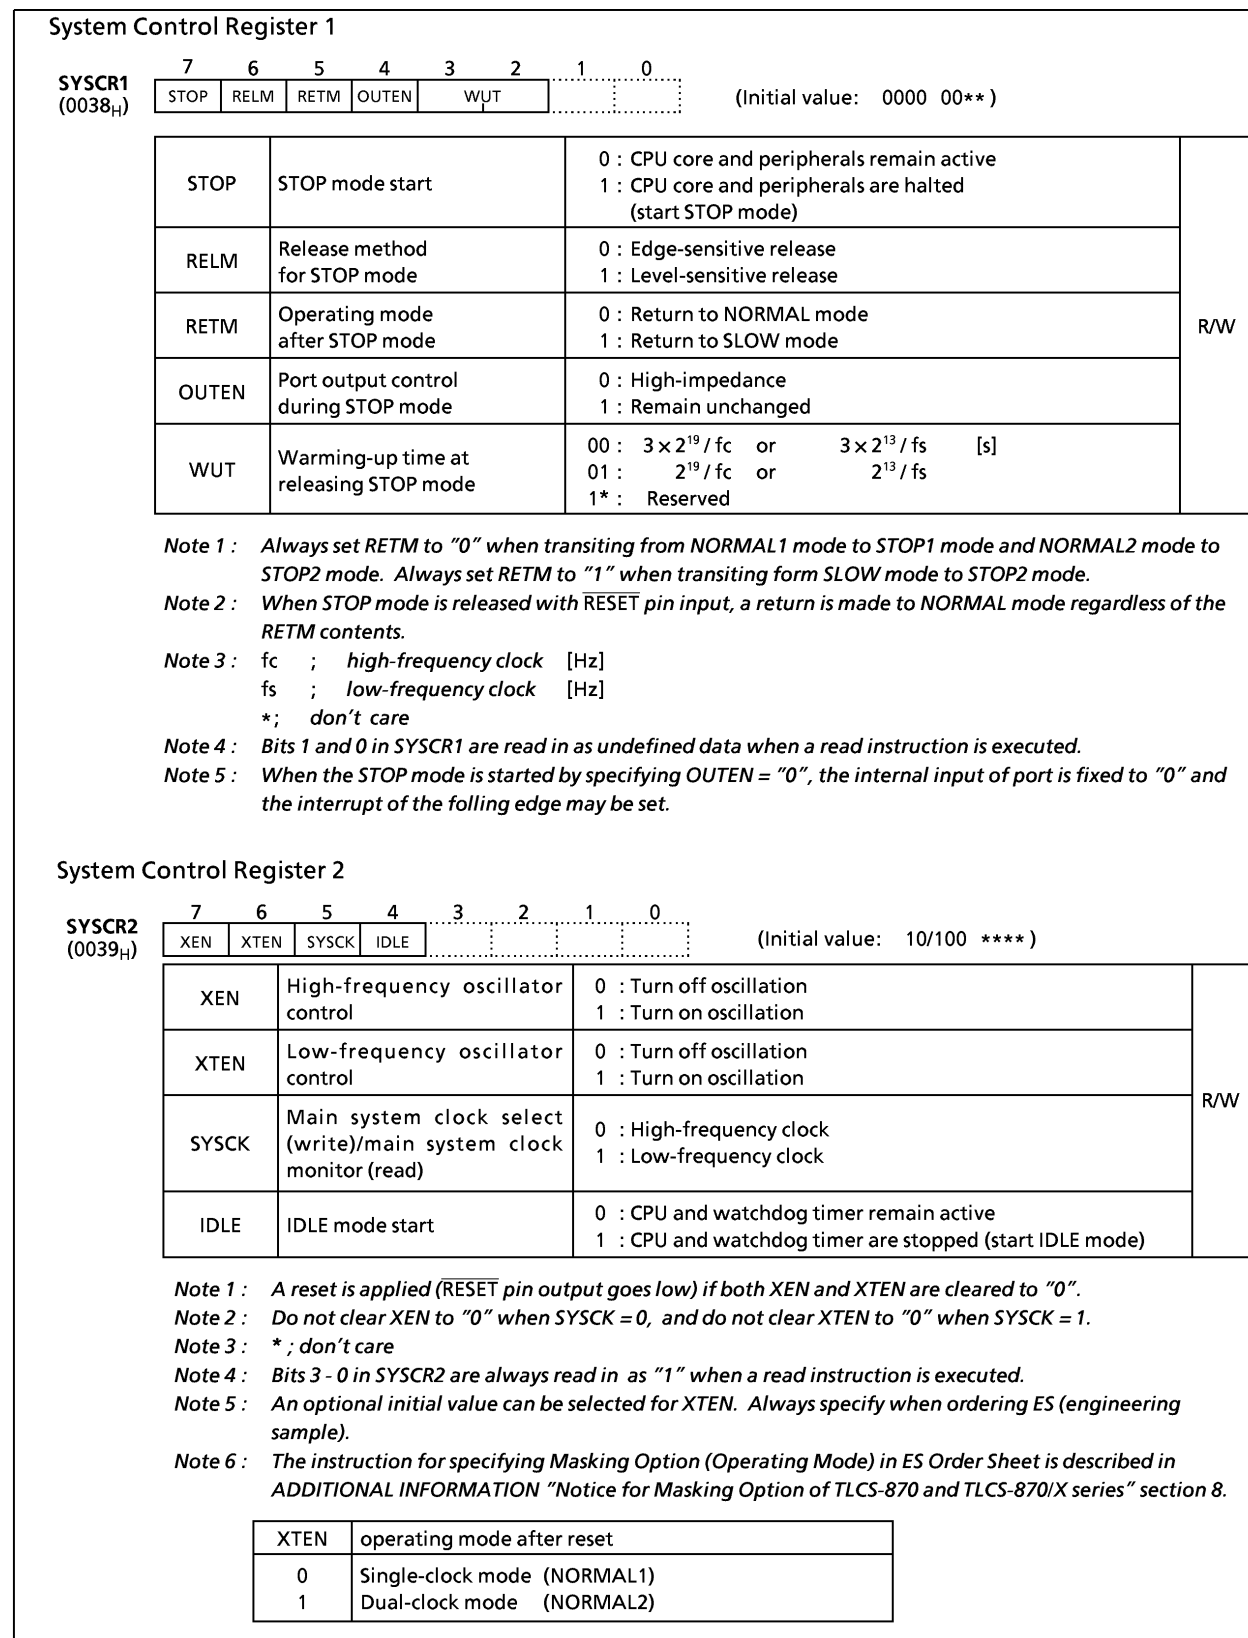 System Control Register 1
7 6 5 4 3 2 1 0
SYSCR1
(0038H)
STOP RELM RETM OUTEN WUT
(Initial value: 0000 00**)
STOP
STOP mode start
0 : CPU core and peripherals remain active
1 : CPU core and peripherals are halted
(start STOP mode)
RELM
Release method
for STOP mode
0 : Edge-sensitive release
1 : Level-sensitive release
RETM
Operating mode
after STOP mode
0 : Return to NORMAL mode
1 : Return to SLOW mode
R/W
OUTEN
Port output control
during STOP mode
0 : High-impedance
1 : Remain unchanged
WUT
Warming-up time at
releasing STOP mode
00 : 3 × 2¹⁹ / fc or 3 × 2¹³ / fs [s]
01 : 2¹⁹ / fc or 2¹³ / fs
1* : Reserved
Note 1 : Always set RETM to "0" when transiting from NORMAL1 mode to STOP1 mode and NORMAL2 mode to
STOP2 mode. Always set RETM to "1" when transiting form SLOW mode to STOP2 mode.
Note 2 : When STOP mode is released with RESET pin input, a return is made to NORMAL mode regardless of the
RETM contents.
Note 3 : fc ; high-frequency clock [Hz]
fs ; low-frequency clock [Hz]
*; don't care
Note 4 : Bits 1 and 0 in SYSCR1 are read in as undefined data when a read instruction is executed.
Note 5 : When the STOP mode is started by specifying OUTEN = "0", the internal input of port is fixed to "0" and
the interrupt of the folling edge may be set.
System Control Register 2
7 6 5 4 3 2 1 0
SYSCR2
(0039H)
XEN XTEN SYSCK IDLE
(Initial value: 10/100 ****)
XEN
High-frequency oscillator
control
0 : Turn off oscillation
1 : Turn on oscillation
XTEN
Low-frequency oscillator
control
0 : Turn off oscillation
1 : Turn on oscillation
R/W
SYSCK
Main system clock select
(write)/main system clock
monitor (read)
0 : High-frequency clock
1 : Low-frequency clock
IDLE
IDLE mode start
0 : CPU and watchdog timer remain active
1 : CPU and watchdog timer are stopped (start IDLE mode)
Note 1 : A reset is applied (RESET pin output goes low) if both XEN and XTEN are cleared to "0".
Note 2 : Do not clear XEN to "0" when SYSCK = 0, and do not clear XTEN to "0" when SYSCK = 1.
Note 3 : * ; don't care
Note 4 : Bits 3 - 0 in SYSCR2 are always read in as "1" when a read instruction is executed.
Note 5 : An optional initial value can be selected for XTEN. Always specify when ordering ES (engineering
sample).
Note 6 : The instruction for specifying Masking Option (Operating Mode) in ES Order Sheet is described in
ADDITIONAL INFORMATION "Notice for Masking Option of TLCS-870 and TLCS-870/X series" section 8.
XTEN operating mode after reset
0 Single-clock mode (NORMAL1)
1 Dual-clock mode (NORMAL2)